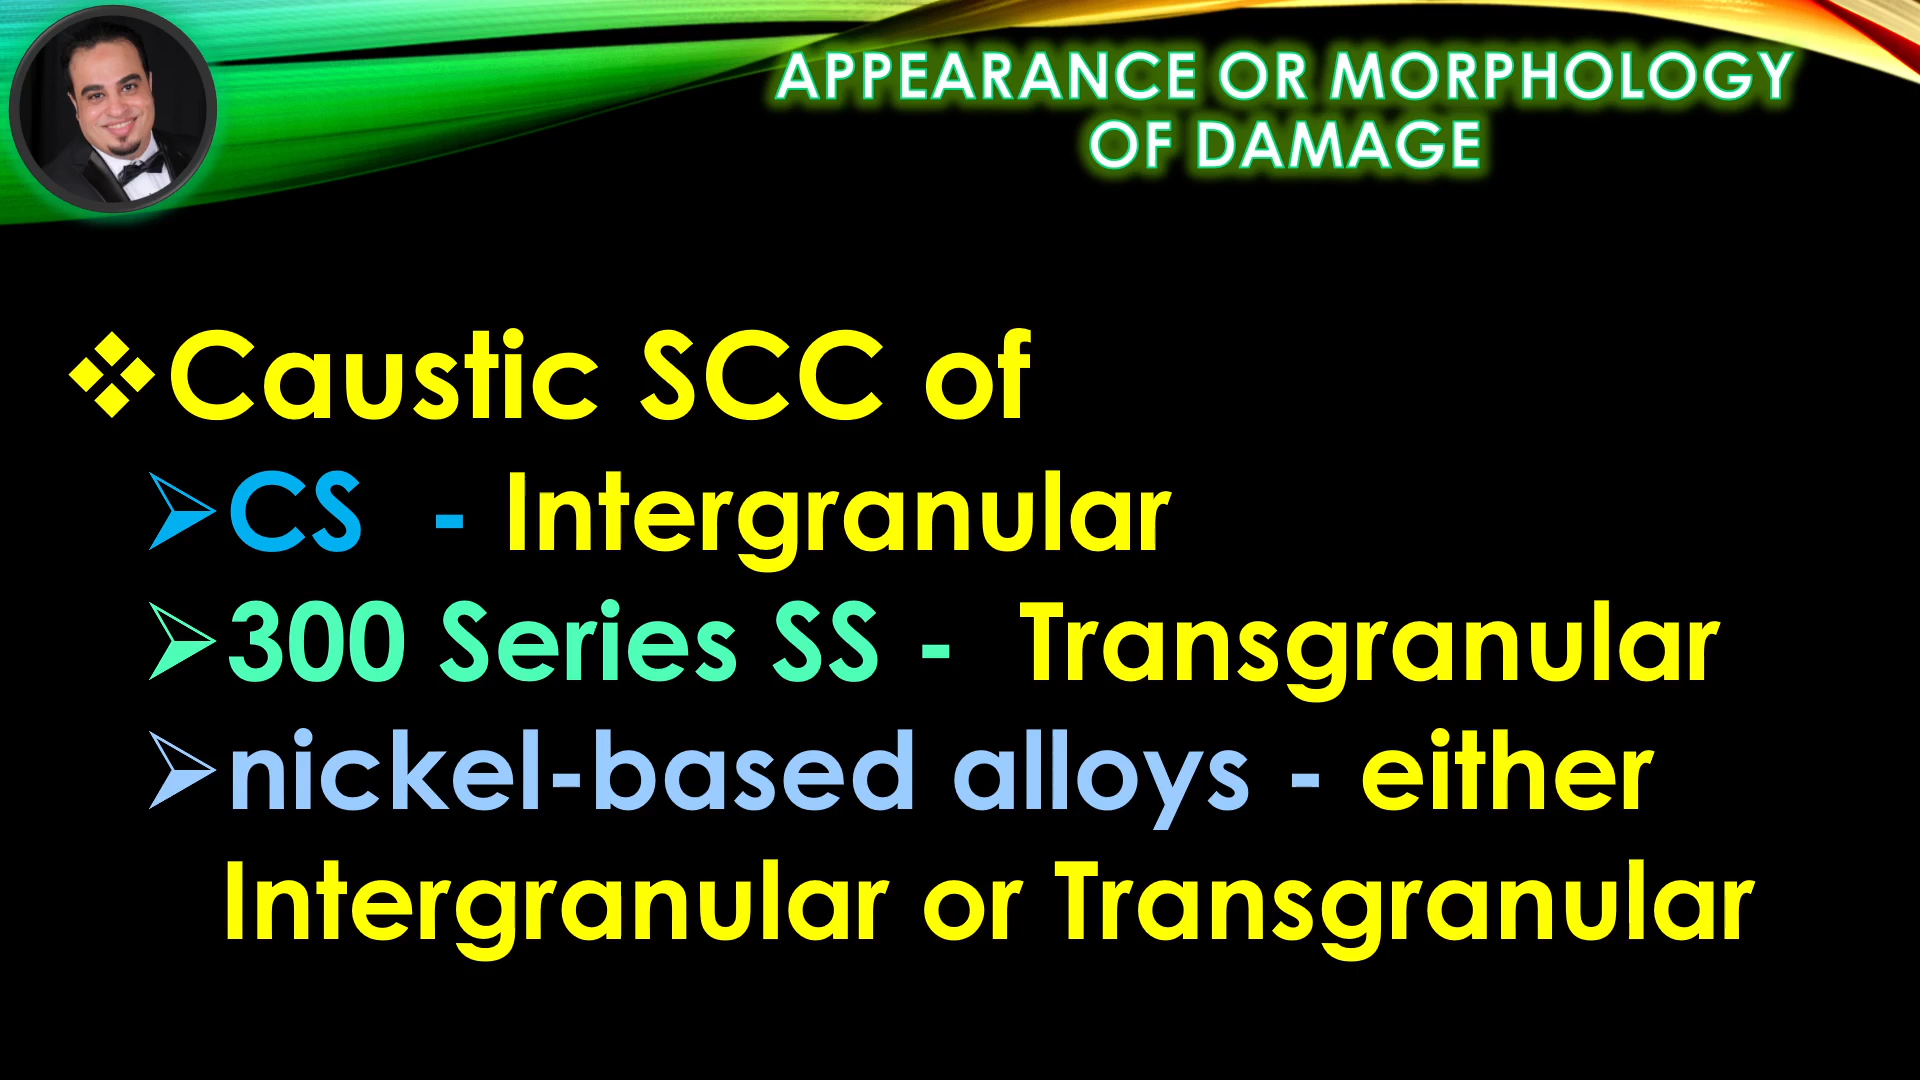 APPEARANCE OR MORPHOLOGY
OF DAMAGE
❖Caustic SCC of
➢CS - Intergranular
➢300 Series SS - Transgranular
➢nickel-based alloys - either
Intergranular or Transgranular